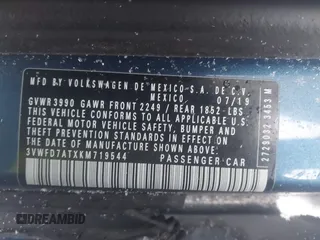 MFD BY VOLKSWAGEN DE MEXICO-S.A. DE C.V.
MEXICO 07/19
GVWR 3990 GAWR FRONT 2249 / REAR 1852-LBS
THIS VEHICLE CONFORMS TO ALL APPLICABLE U.S.
FEDERAL MOTOR VEHICLE SAFETY, BUMPER AND
THEFT PREVENTION STANDARDS IN EFFECT ON THE
DATE OF MANUFACTURE SHOWN ABOVE
3VWFD7ATXKM719544
PASSENGER CAR
DREAMBID